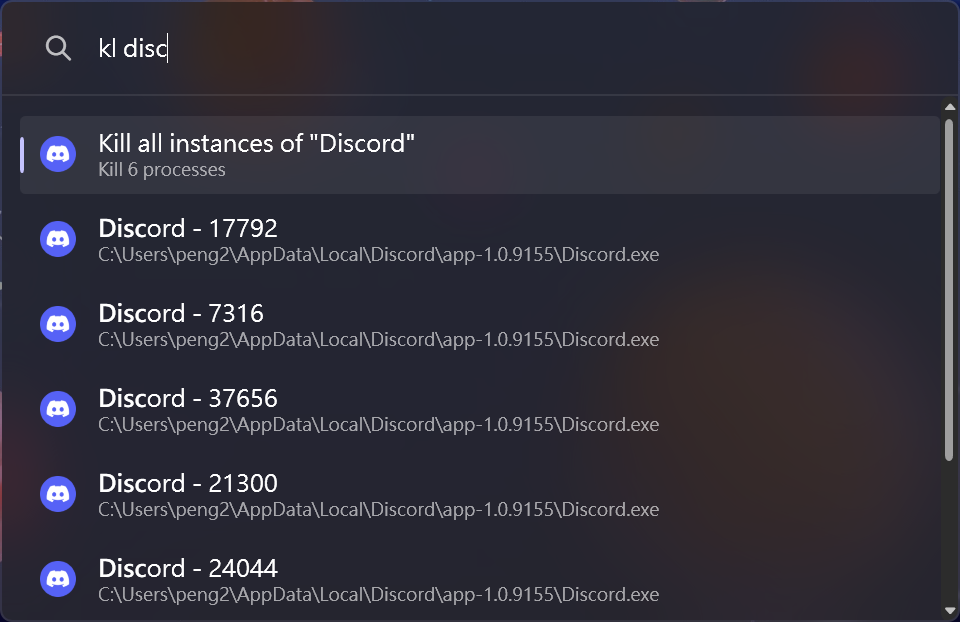 kl disc
Kill all instances of "Discord"
Kill 6 processes
Discord - 17792
C:\Users\peng2\AppData\Local\Discord\app-1.0.9155\Discord.exe
Discord - 7316
C:\Users\peng2\AppData\Local\Discord\app-1.0.9155\Discord.exe
Discord - 37656
C:\Users\peng2\AppData\Local\Discord\app-1.0.9155\Discord.exe
Discord - 21300
C:\Users\peng2\AppData\Local\Discord\app-1.0.9155\Discord.exe
Discord - 24044
C:\Users\peng2\AppData\Local\Discord\app-1.0.9155\Discord.exe